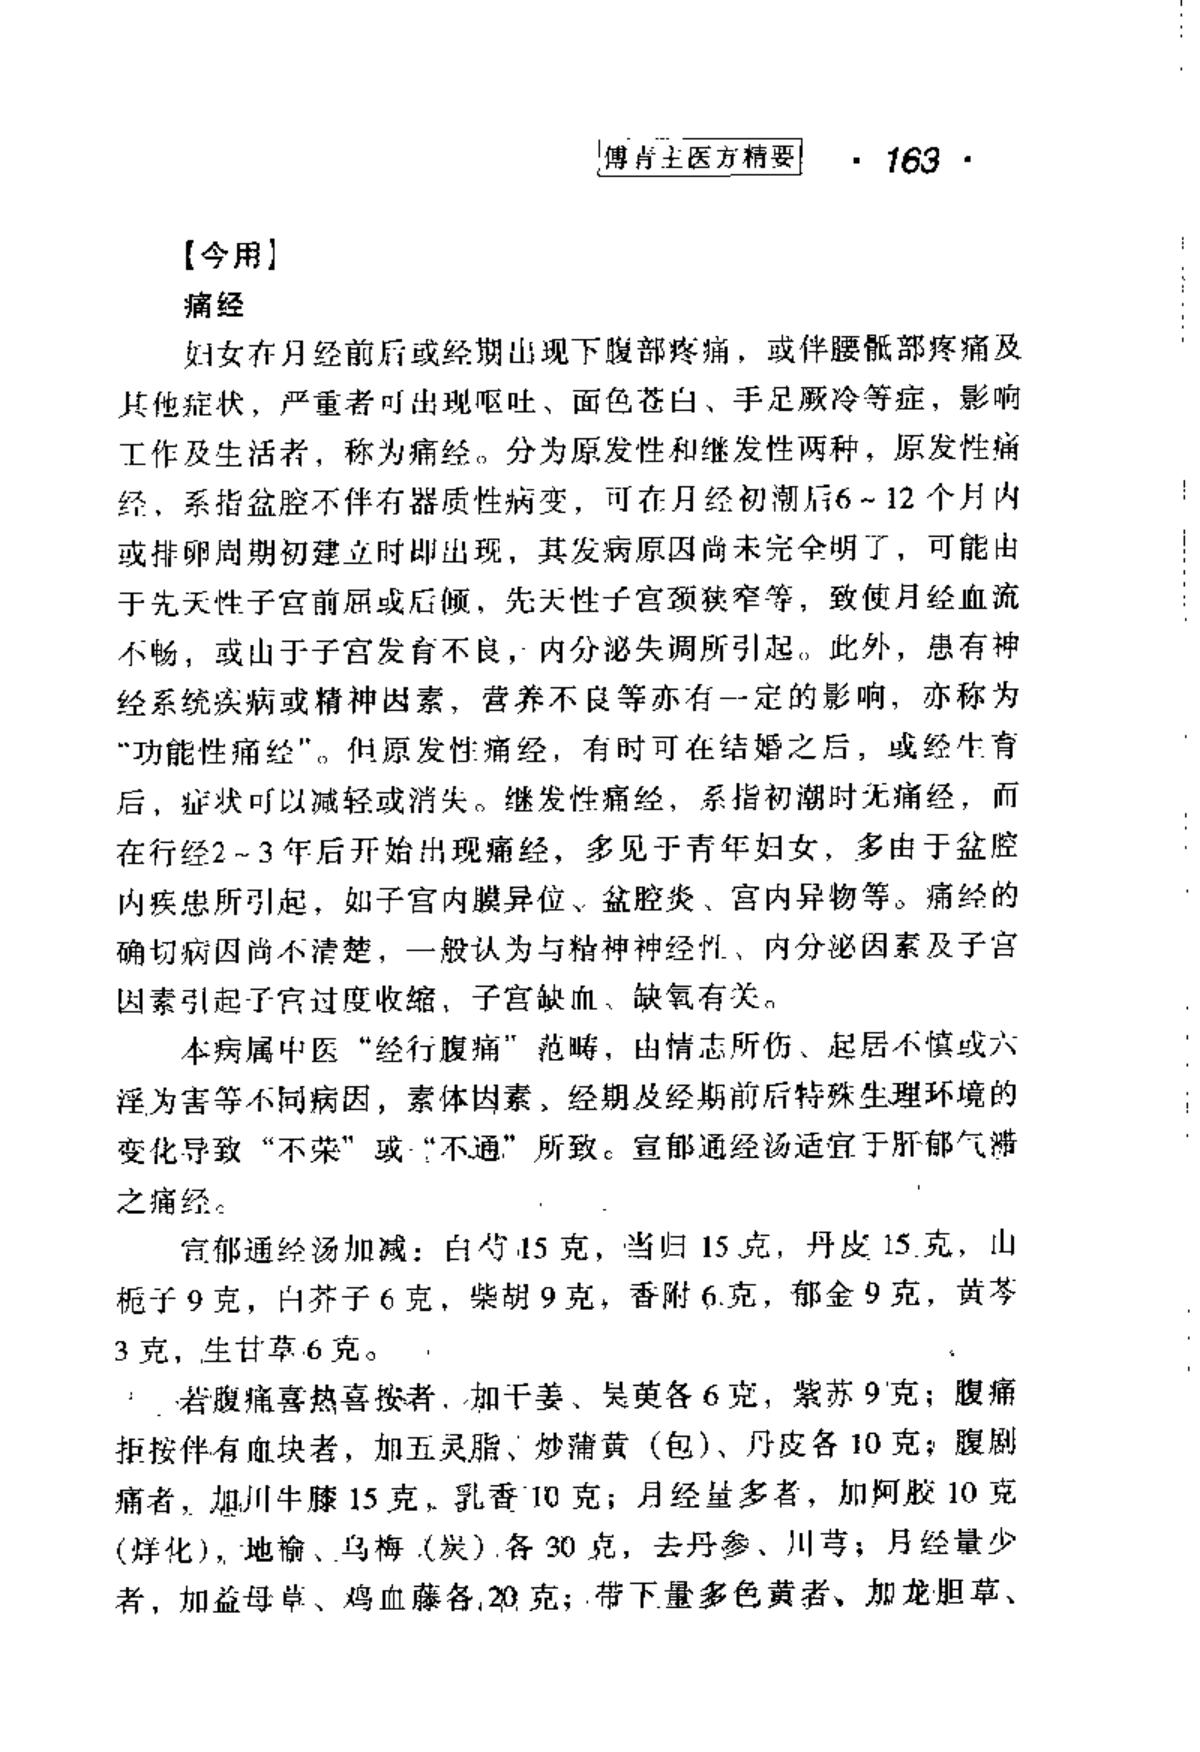 傅青主医方精要 · 163 ·
【今用】
痛经
妇女在月经前后或经期出现下腹部疼痛，或伴腰骶部疼痛及
其他症状，严重者可出现呕吐、面色苍白、手足厥冷等症，影响
工作及生活者，称为痛经。分为原发性和继发性两种，原发性痛
经，系指盆腔不伴有器质性病变，可在月经初潮后6～12个月内
或排卵周期初建立时即出现，其发病原因尚未完全明了，可能由
于先天性子宫前屈或后倾，先天性子宫颈狭窄等，致使月经血流
不畅，或由于子宫发育不良，内分泌失调所引起。此外，患有神
经系统疾病或精神因素，营养不良等亦有一定的影响，亦称为
“功能性痛经”。但原发性痛经，有时可在结婚之后，或经生育
后，症状可以减轻或消失。继发性痛经，系指初潮时无痛经，而
在行经2～3年后开始出现痛经，多见于青年妇女，多由于盆腔
内疾患所引起，如子宫内膜异位、盆腔炎、宫内异物等。痛经的
确切病因尚不清楚，一般认为与精神神经性、内分泌因素及子宫
因素引起子宫过度收缩，子宫缺血、缺氧有关。
本病属中医“经行腹痛”范畴，由情志所伤、起居不慎或六
淫为害等不同病因，素体因素、经期及经期前后特殊生理环境的
变化导致“不荣”或“不通”所致。宣郁通经汤适宜于肝郁气滞
之痛经。
宣郁通经汤加减：白芍15克，当归15克，丹皮15克，山
栀子9克，白芥子6克，柴胡9克，香附6克，郁金9克，黄芩
3克，生甘草6克。
若腹痛喜热喜按者，加干姜、吴萸各6克，紫苏9克；腹痛
拒按伴有血块者，加五灵脂、炒蒲黄（包）、丹皮各10克；腹剧
痛者，加川牛膝15克，乳香10克；月经量多者，加阿胶10克
(烊化)，地榆、乌梅（炭）各30克，去丹参、川芎；月经量少
者，加益母草、鸡血藤各20克；带下量多色黄者、加龙胆草、